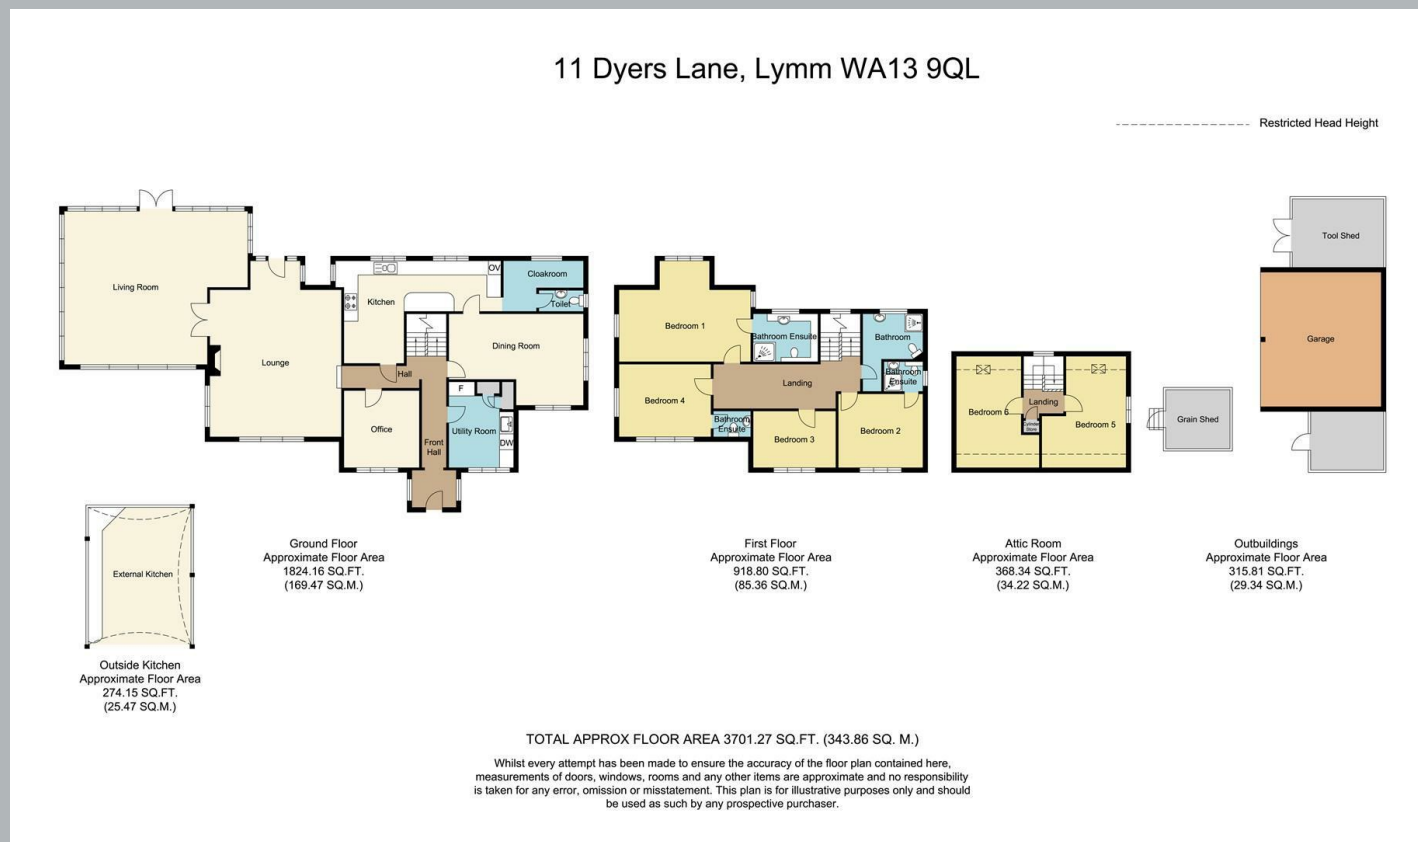 11 Dyers Lane, Lymm WA13 9QL
Restricted Head Height
Living Room
Lounge
Kitchen
OV
Cloakroom
Toilet
Dining Room
Hall
F
Office
Front
Hall
Utility Room
DW
Bedroom 1
Bathroom Ensuite
Bathroom
Bathroom
Ensuite
Landing
Bedroom 4
Bathroom
Ensuite
Bedroom 3
Bedroom 2
Bedroom 6
Landing
Cylinder
Store
Bedroom 5
Tool Shed
Garage
Grain Shed
External Kitchen
Ground Floor
Approximate Floor Area
1824.16 SQ.FT.
(169.47 SQ.M.)
First Floor
Approximate Floor Area
918.80 SQ.FT.
(85.36 SQ.M.)
Attic Room
Approximate Floor Area
368.34 SQ.FT.
(34.22 SQ.M.)
Outbuildings
Approximate Floor Area
315.81 SQ.FT.
(29.34 SQ.M.)
Outside Kitchen
Approximate Floor Area
274.15 SQ.FT.
(25.47 SQ.M.)
TOTAL APPROX FLOOR AREA 3701.27 SQ.FT. (343.86 SQ. M.)
Whilst every attempt has been made to ensure the accuracy of the floor plan contained here,
measurements of doors, windows, rooms and any other items are approximate and no responsibility
is taken for any error, omission or misstatement. This plan is for illustrative purposes only and should
be used as such by any prospective purchaser.